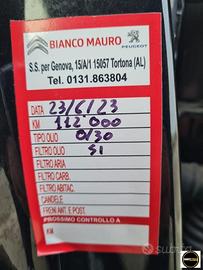 BIANCO MAURO
PEUGEOT
S.S. per Genova, 15/A/1 15057 Tortona (AL)
Tel. 0131.863804
DATA 23/6/23
KM 112'000
TIPO OLIO 0/30
FILTRO OLIO SI
FILTRO ARIA
FILTRO CARB.
FILTRO ABITAC.
CANDELE
FRENI ANT. E POST.
PROSSIMO CONTROLLO A
KM